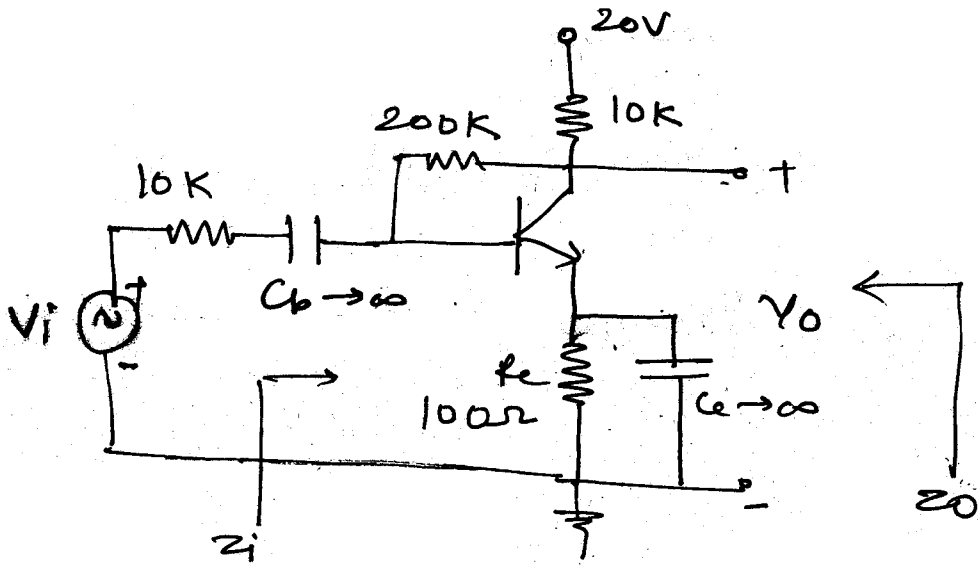 20V
10K
200K
+
10K
Cb→∞
+
Vi
-
Vo
Re
100Ω
Ce→∞
-
Zi
Zo